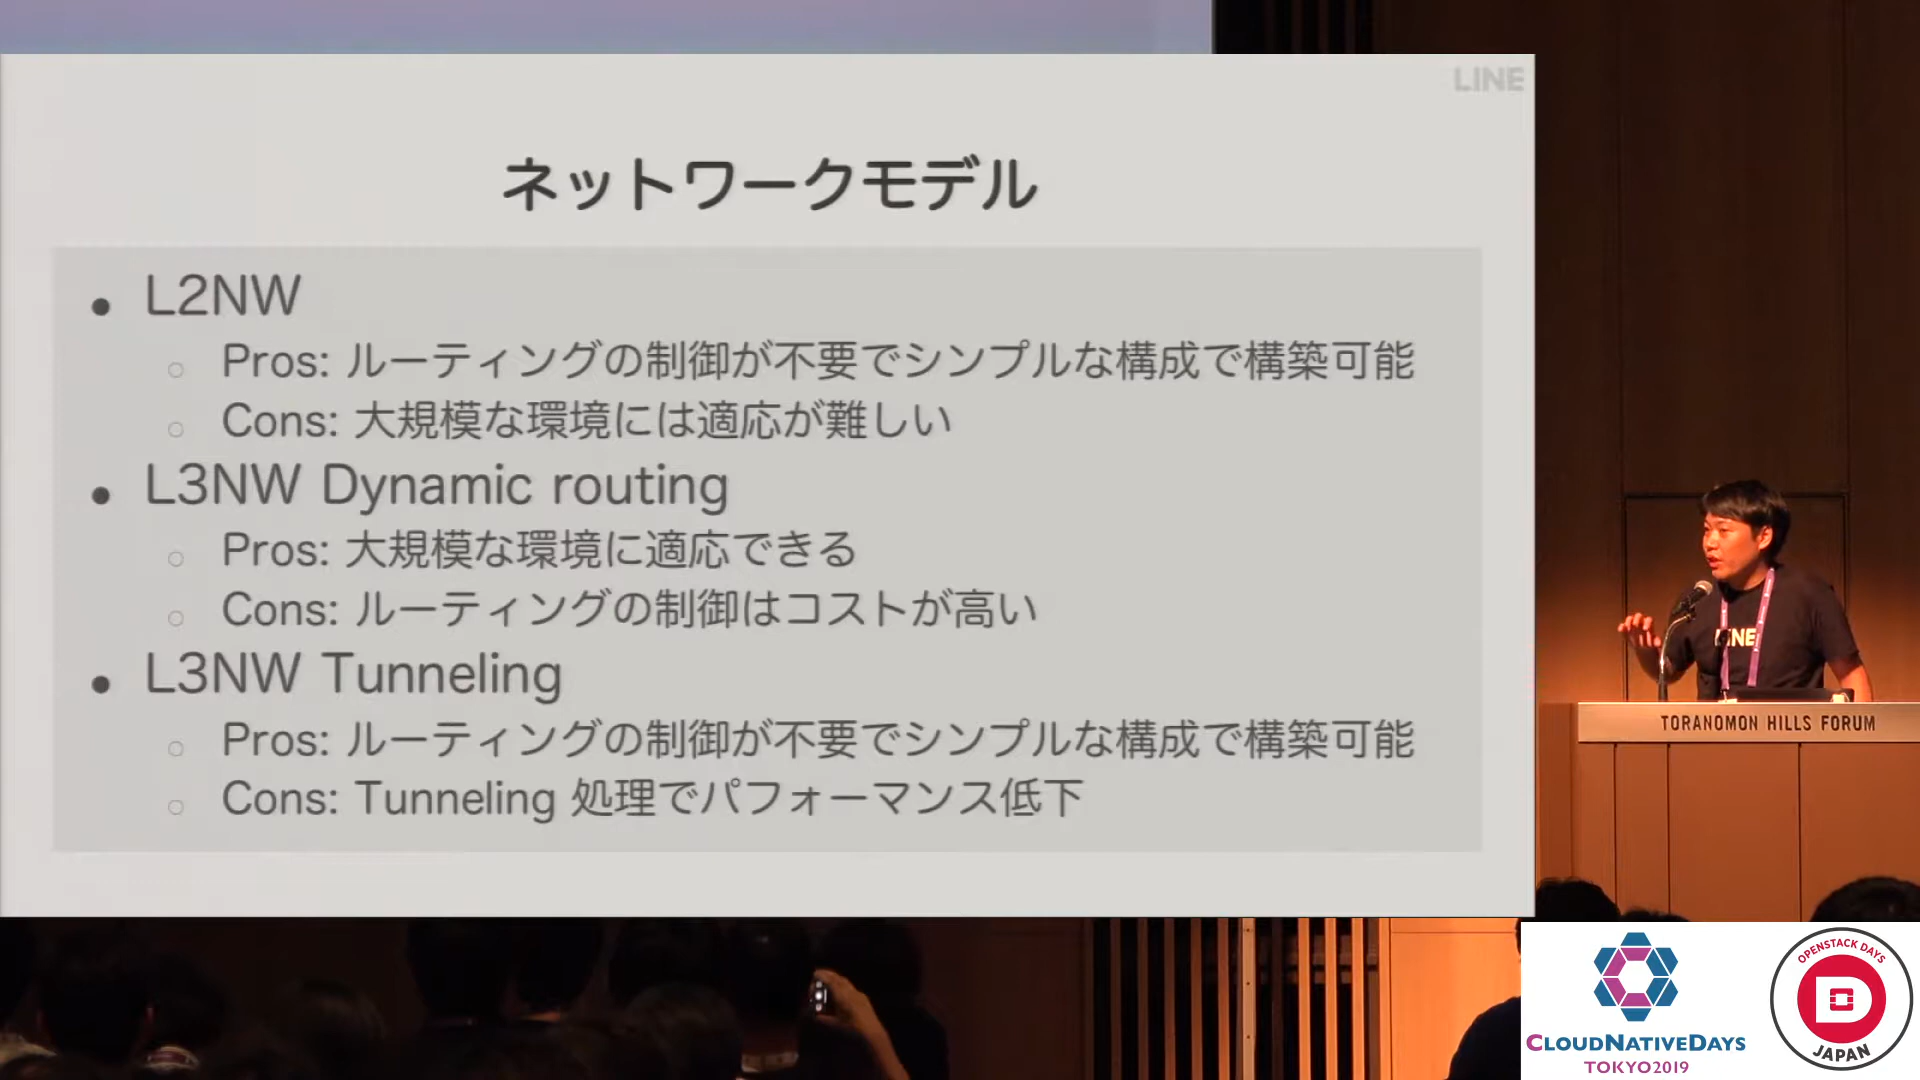 LINE
ネットワークモデル
L2NW
Pros: ルーティングの制御が不要でシンプルな構成で構築可能
Cons: 大規模な環境には適応が難しい
L3NW Dynamic routing
Pros: 大規模な環境に適応できる
Cons: ルーティングの制御はコストが高い
L3NW Tunneling
Pros: ルーティングの制御が不要でシンプルな構成で構築可能
Cons: Tunneling 処理でパフォーマンス低下
LINE
TORANOMON HILLS FORUM
CLOUDNATIVEDAYS
TOKYO2019
OPENSTACK DAYS
JAPAN